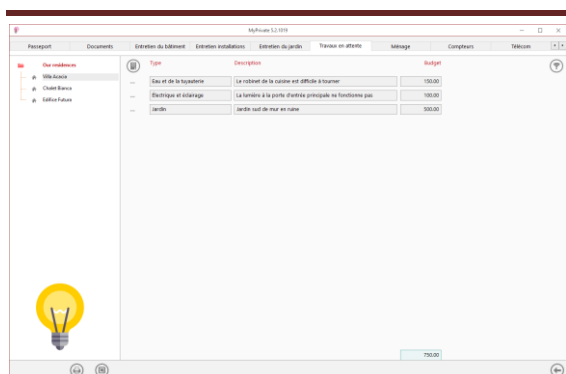 MyPrivate 5.2.1019
Passeport Documents Entretien du bâtiment Entretien installations Entretien du jardin Travaux en attente Ménage Compteurs Télécom
Our residences
Villa Acacia
Chalet Bianca
Edifice Future
Type Description Budget
Eau et de la tuyauterie Le robinet de la cuisine est difficile à tourner 150.00
Électrique et éclairage La lumière à la porte d'entrée principale ne fonctionne pas 100.00
Jardin Jardin sud de mur en ruine 500.00
750.00